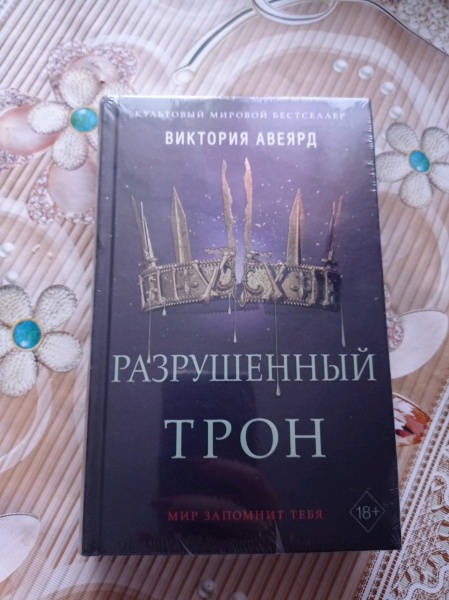 КУЛЬТОВЫЙ МИРОВОЙ БЕСТСЕЛЛЕР
ВИКТОРИЯ АВЕЯРД
РАЗРУШЕННЫЙ
ТРОН
МИР ЗАПОМНИТ ТЕБЯ
18+